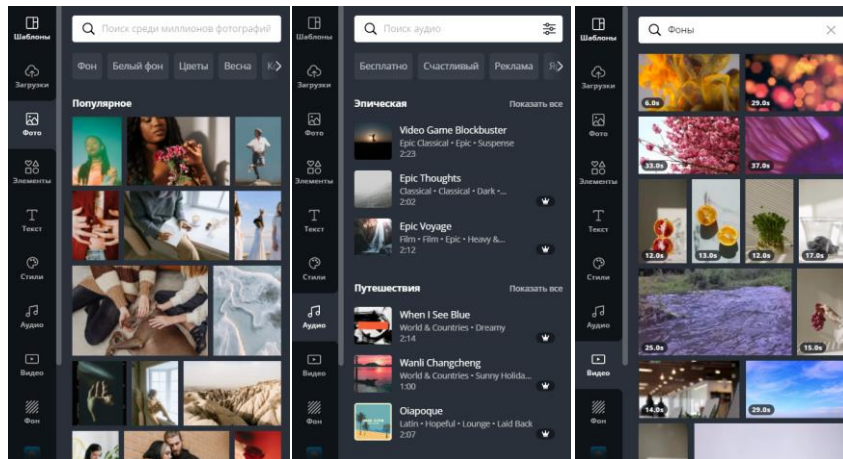 Шаблоны
Загрузки
Фото
Элементы
Текст
Стили
Аудио
Видео
Фон
Поиск среди миллионов фотографий
Фон Белый фон Цветы Весна
Популярное
Шаблоны
Загрузки
Фото
Элементы
Текст
Стили
Аудио
Видео
Фон
Поиск аудио
Бесплатно Счастливый Реклама
Эпическая Показать все
Video Game Blockbuster
Epic Classical • Epic • Suspense
2:23
Epic Thoughts
Classical • Classical • Dark •...
2:02
Epic Voyage
Film • Film • Epic • Heavy &...
2:12
Путешествия Показать все
When I See Blue
World & Countries • Dreamy
2:14
Wanli Changcheng
World & Countries • Sunny Holida...
1:00
Oiapoque
Latin • Hopeful • Lounge • Laid Back
2:07
Шаблоны
Загрузки
Фото
Элементы
Текст
Стили
Аудио
Видео
Фон
Фоны
6.0s 29.0s
33.0s 37.0s
12.0s 13.0s 12.0s 17.0s
25.0s 15.0s
14.0s 29.0s